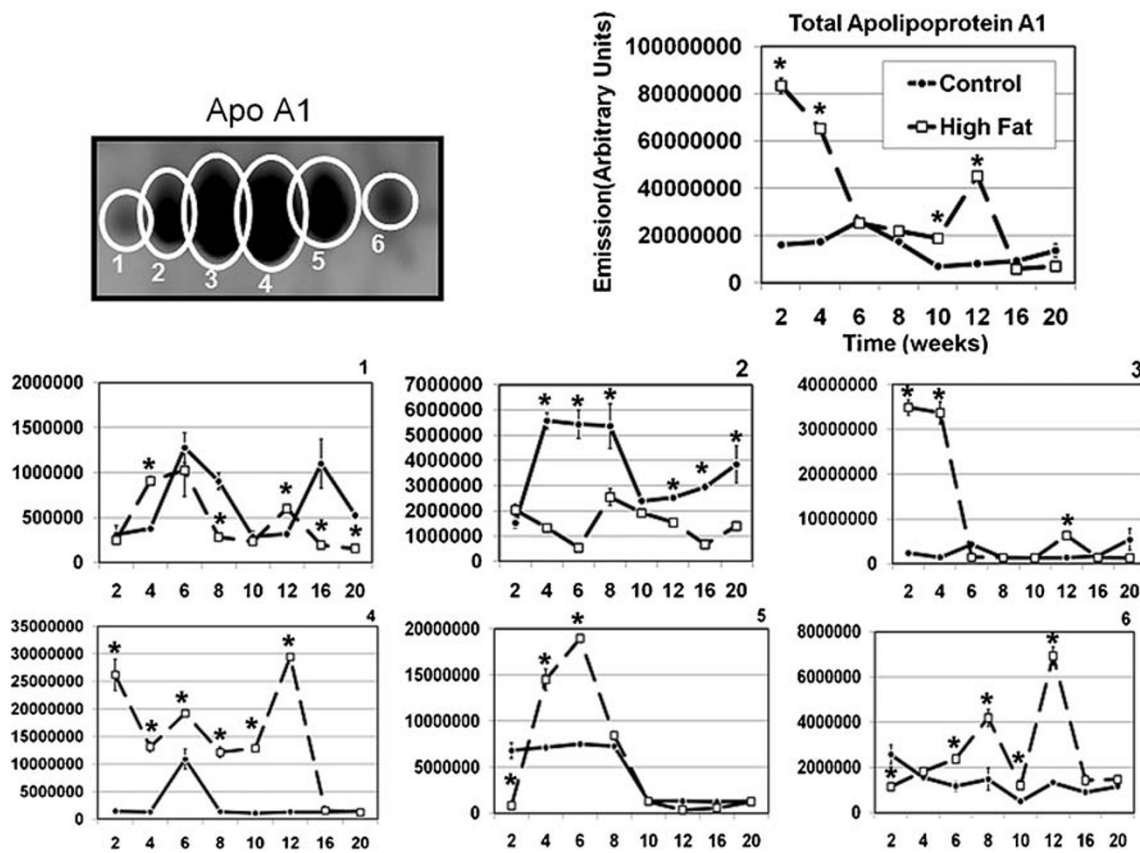 Apo A1
1
2
3
4
5
6
Total Apolipoprotein A1
Emission(Arbitrary Units)
100000000
80000000
60000000
40000000
20000000
0
* * * *
Control
High Fat
2 4 6 8 10 12 16 20
Time (weeks)
1
2000000
1500000
1000000
500000
0
* * * * *
2 4 6 8 10 12 16 20
2
7000000
6000000
5000000
4000000
3000000
2000000
1000000
0
* * * * * *
2 4 6 8 10 12 16 20
3
40000000
30000000
20000000
10000000
0
* * *
2 4 6 8 10 12 16 20
4
35000000
30000000
25000000
20000000
15000000
10000000
5000000
0
* * * * * *
2 4 6 8 10 12 16 20
5
20000000
15000000
10000000
5000000
0
* * *
2 4 6 8 10 12 16 20
6
8000000
6000000
4000000
2000000
0
* * * * *
2 4 6 8 10 12 16 20